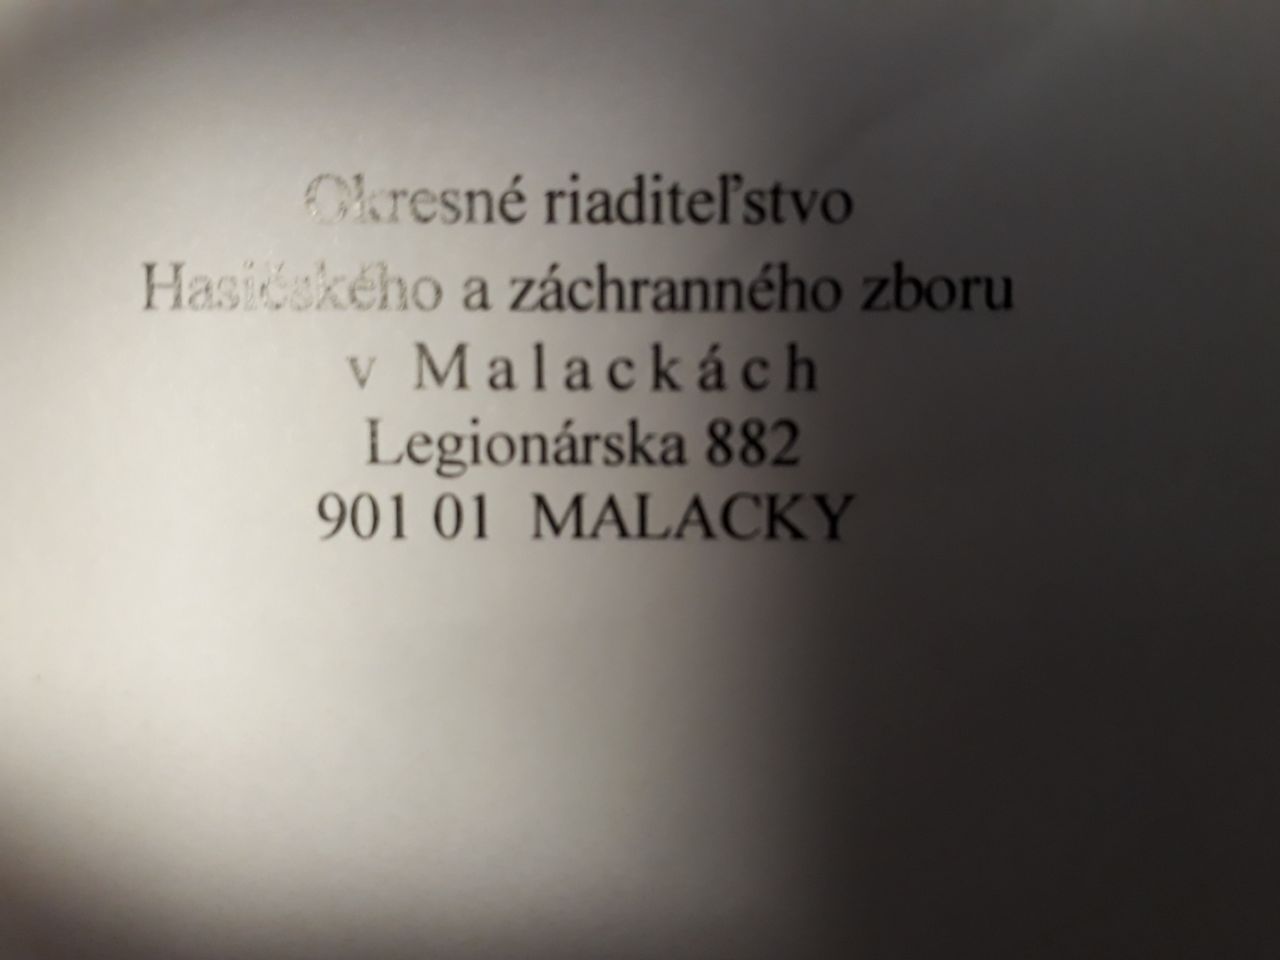 Okresné riaditeľstvo
Hasičského a záchranného zboru
v Malackách
Legionárska 882
901 01 MALACKY